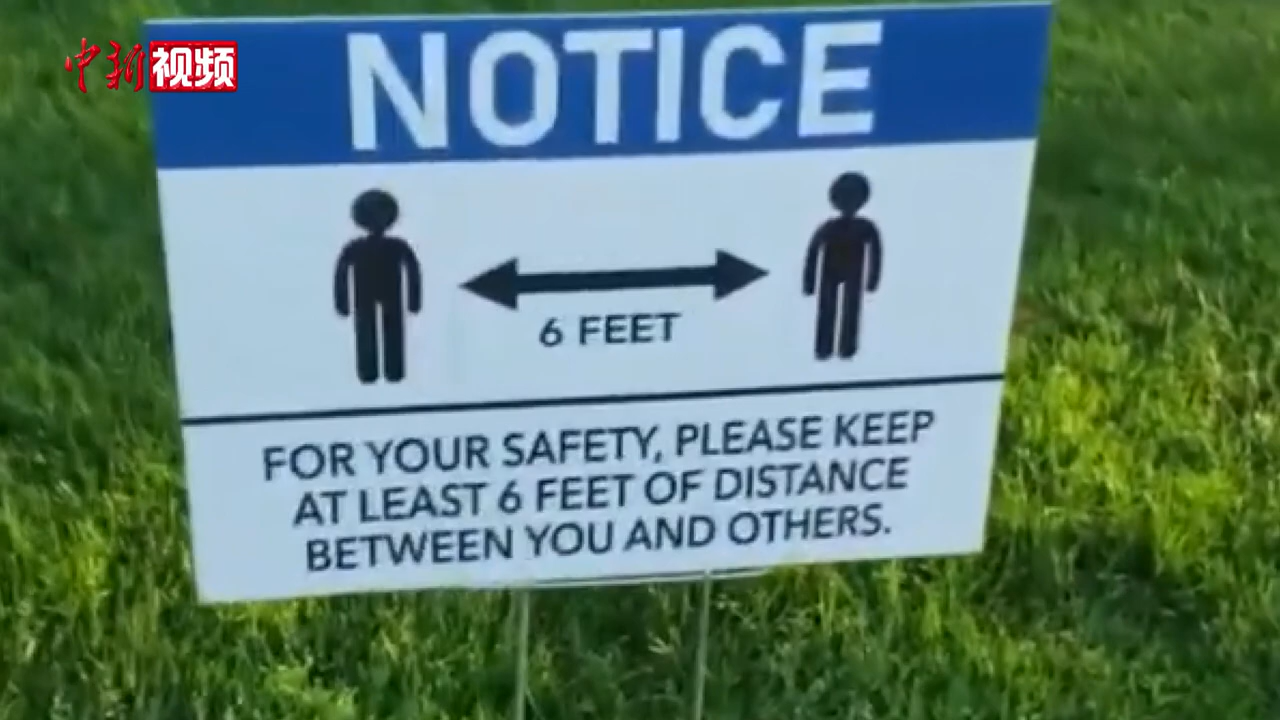 中新视频
NOTICE
6 FEET
FOR YOUR SAFETY, PLEASE KEEP
AT LEAST 6 FEET OF DISTANCE
BETWEEN YOU AND OTHERS.